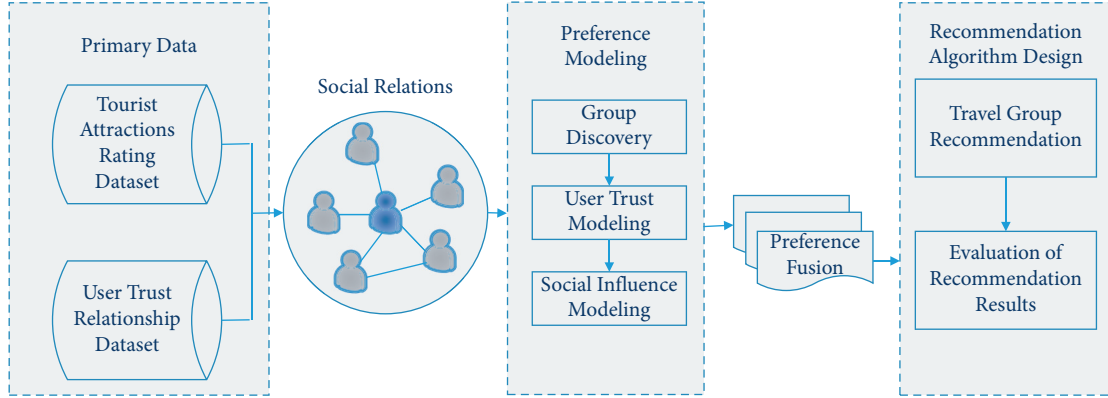 Primary Data
Tourist
Attractions
Rating
Dataset
User Trust
Relationship
Dataset
Social Relations
Preference
Modeling
Group
Discovery
User Trust
Modeling
Social Influence
Modeling
Preference
Fusion
Recommendation
Algorithm Design
Travel Group
Recommendation
Evaluation of
Recommendation
Results